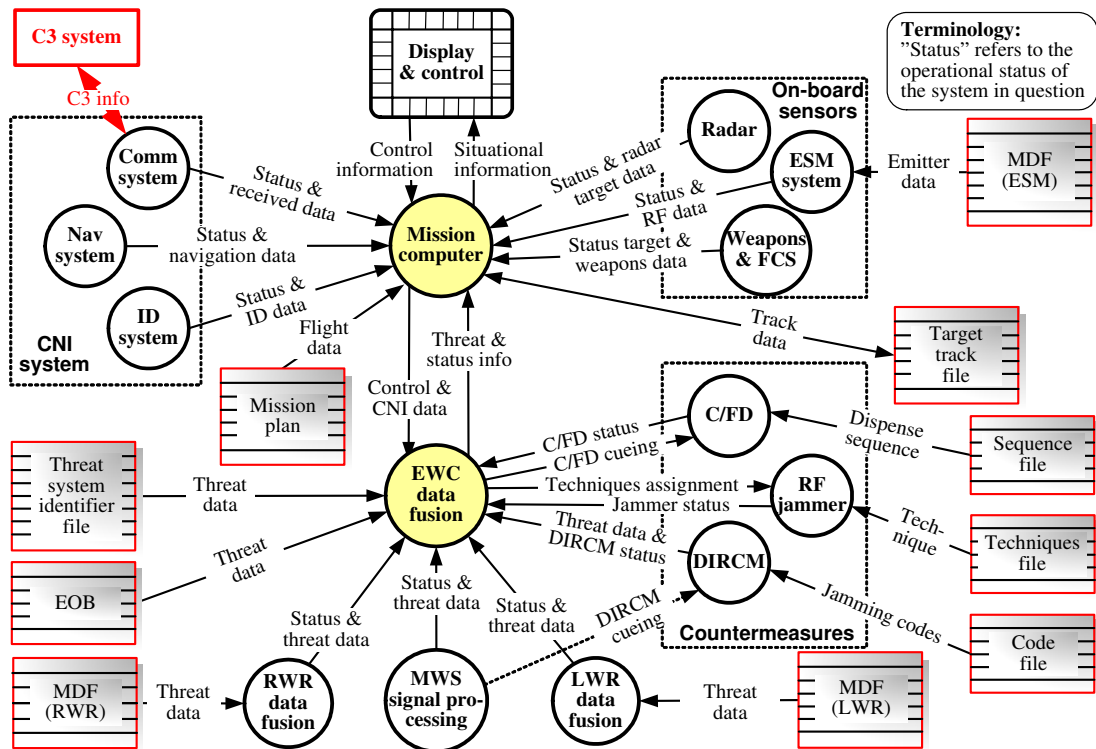 C3 system
C3 info
Display
& control
Terminology:
”Status” refers to the
operational status of
the system in question
On-board
sensors
Radar
ESM
system
Weapons
& FCS
Emitter
data
MDF
(ESM)
Comm
system
Nav
system
ID
system
CNI
system
Status &
received data
Status &
navigation data
Status &
ID data
Control
information
Situational
information
Mission
computer
Status & radar
target data
Status &
RF data
Status target &
weapons data
Flight
data
Mission
plan
Threat &
status info
Control &
CNI data
Track
data
Target
track
file
Threat
system
identifier
file
Threat
data
EOB
Threat
data
EWC
data
fusion
C/FD status
C/FD cueing
Techniques assignment
Jammer status
Threat data &
DIRCM status
C/FD
RF
jammer
DIRCM
Countermeasures
Dispense
sequence
Sequence
file
Tech-
nique
Techniques
file
Jamming codes
Code
file
Status &
threat data
Status &
threat data
Status &
threat data
DIRCM
cueing
MDF
(RWR)
Threat
data
RWR
data
fusion
MWS
signal pro-
cessing
LWR
data
fusion
Threat
data
MDF
(LWR)